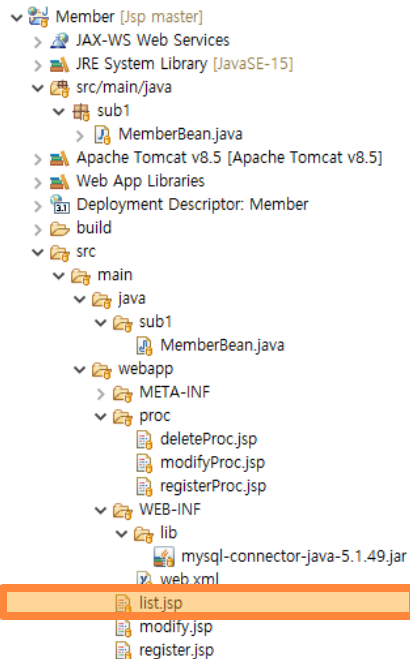 Member [Jsp master]
JAX-WS Web Services
JRE System Library [JavaSE-15]
src/main/java
sub1
MemberBean.java
Apache Tomcat v8.5 [Apache Tomcat v8.5]
Web App Libraries
3.1 Deployment Descriptor: Member
build
src
main
java
sub1
MemberBean.java
webapp
META-INF
proc
deleteProc.jsp
modifyProc.jsp
registerProc.jsp
WEB-INF
lib
mysql-connector-java-5.1.49.jar
web.xml
list.jsp
modify.jsp
register.jsp